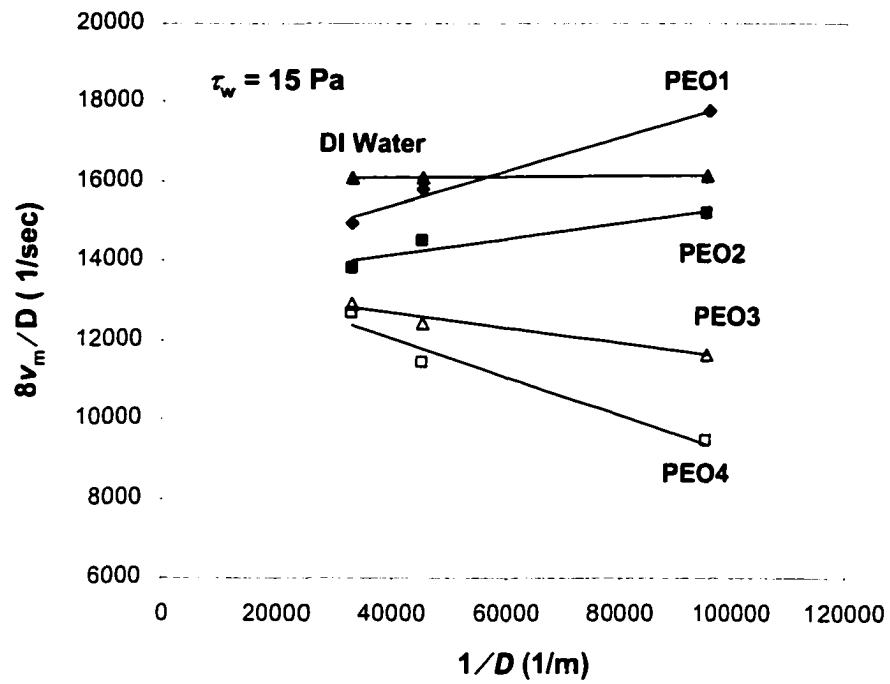 20000
τw = 15 Pa
PEO1
18000
DI Water
16000
14000
PEO2
PEO3
12000
10000
PEO4
8000
6000
0
20000
40000
60000
80000
100000
120000
8vm/D ( 1/sec)
1/D (1/m)